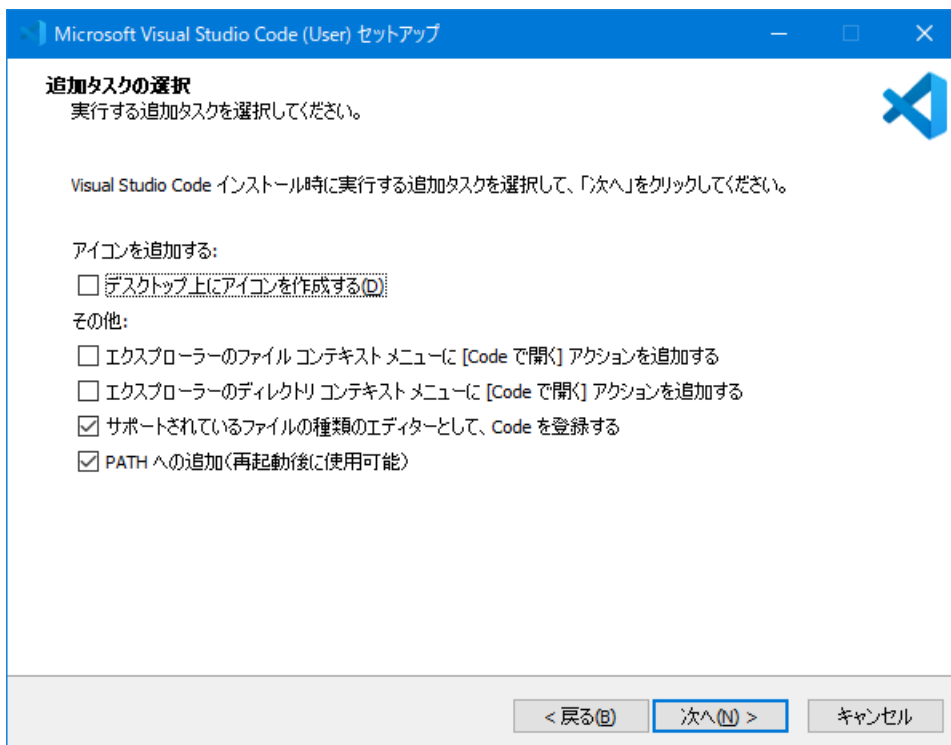 Microsoft Visual Studio Code (User) セットアップ
追加タスクの選択
実行する追加タスクを選択してください。
Visual Studio Code インストール時に実行する追加タスクを選択して、「次へ」をクリックしてください。
アイコンを追加する:
デスクトップ上にアイコンを作成する(D)
その他:
エクスプローラーのファイル コンテキスト メニューに [Code で開く] アクションを追加する
エクスプローラーのディレクトリ コンテキスト メニューに [Code で開く] アクションを追加する
サポートされているファイルの種類のエディターとして、Code を登録する
PATH への追加(再起動後に使用可能)
< 戻る(B) 次へ(N) > キャンセル